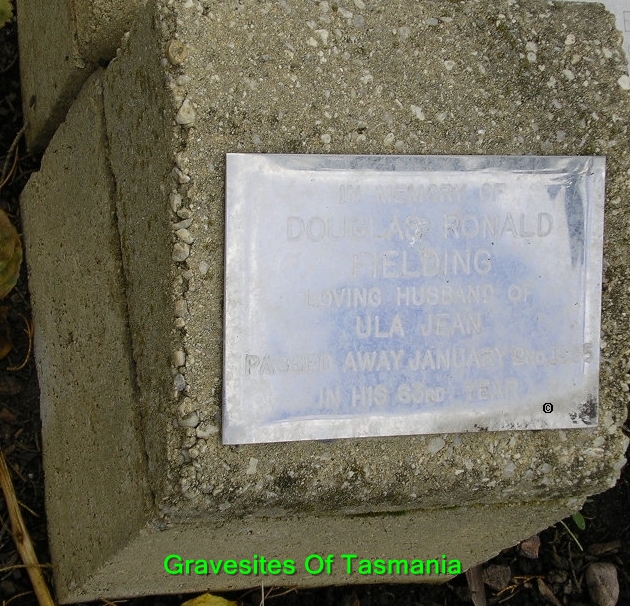 IN MEMORY OF
DOUGLAS RONALD
FIELDING
LOVING HUSBAND OF
ULA JEAN
PASSED AWAY JANUARY 2ND
IN HIS 63RD YEAR
©
Gravesites Of Tasmania